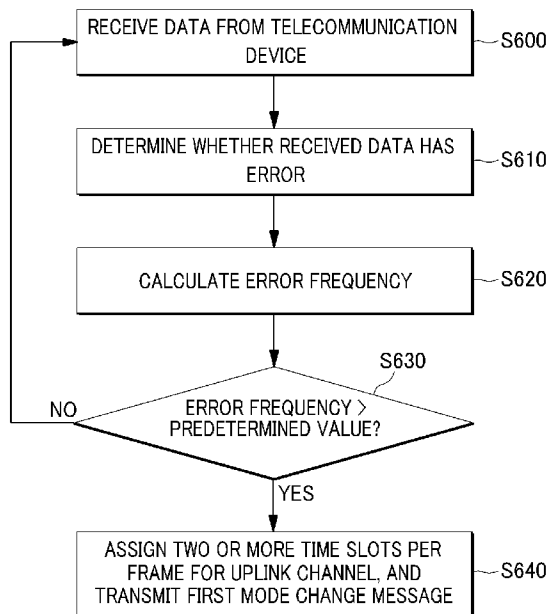 RECEIVE DATA FROM TELECOMMUNICATION
DEVICE
S600
DETERMINE WHETHER RECEIVED DATA HAS
ERROR
S610
CALCULATE ERROR FREQUENCY
S620
S630
ERROR FREQUENCY >
PREDETERMINED VALUE?
NO
YES
ASSIGN TWO OR MORE TIME SLOTS PER
FRAME FOR UPLINK CHANNEL, AND
TRANSMIT FIRST MODE CHANGE MESSAGE
S640